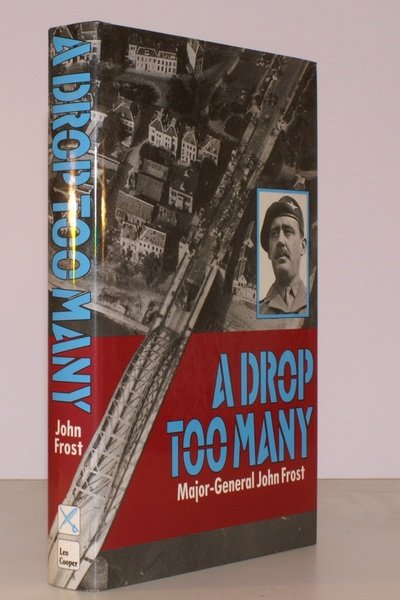 A DROP TOO MANY
John
Frost
Leo
Cooper
A DROP
TOO MANY
Major-General John Frost